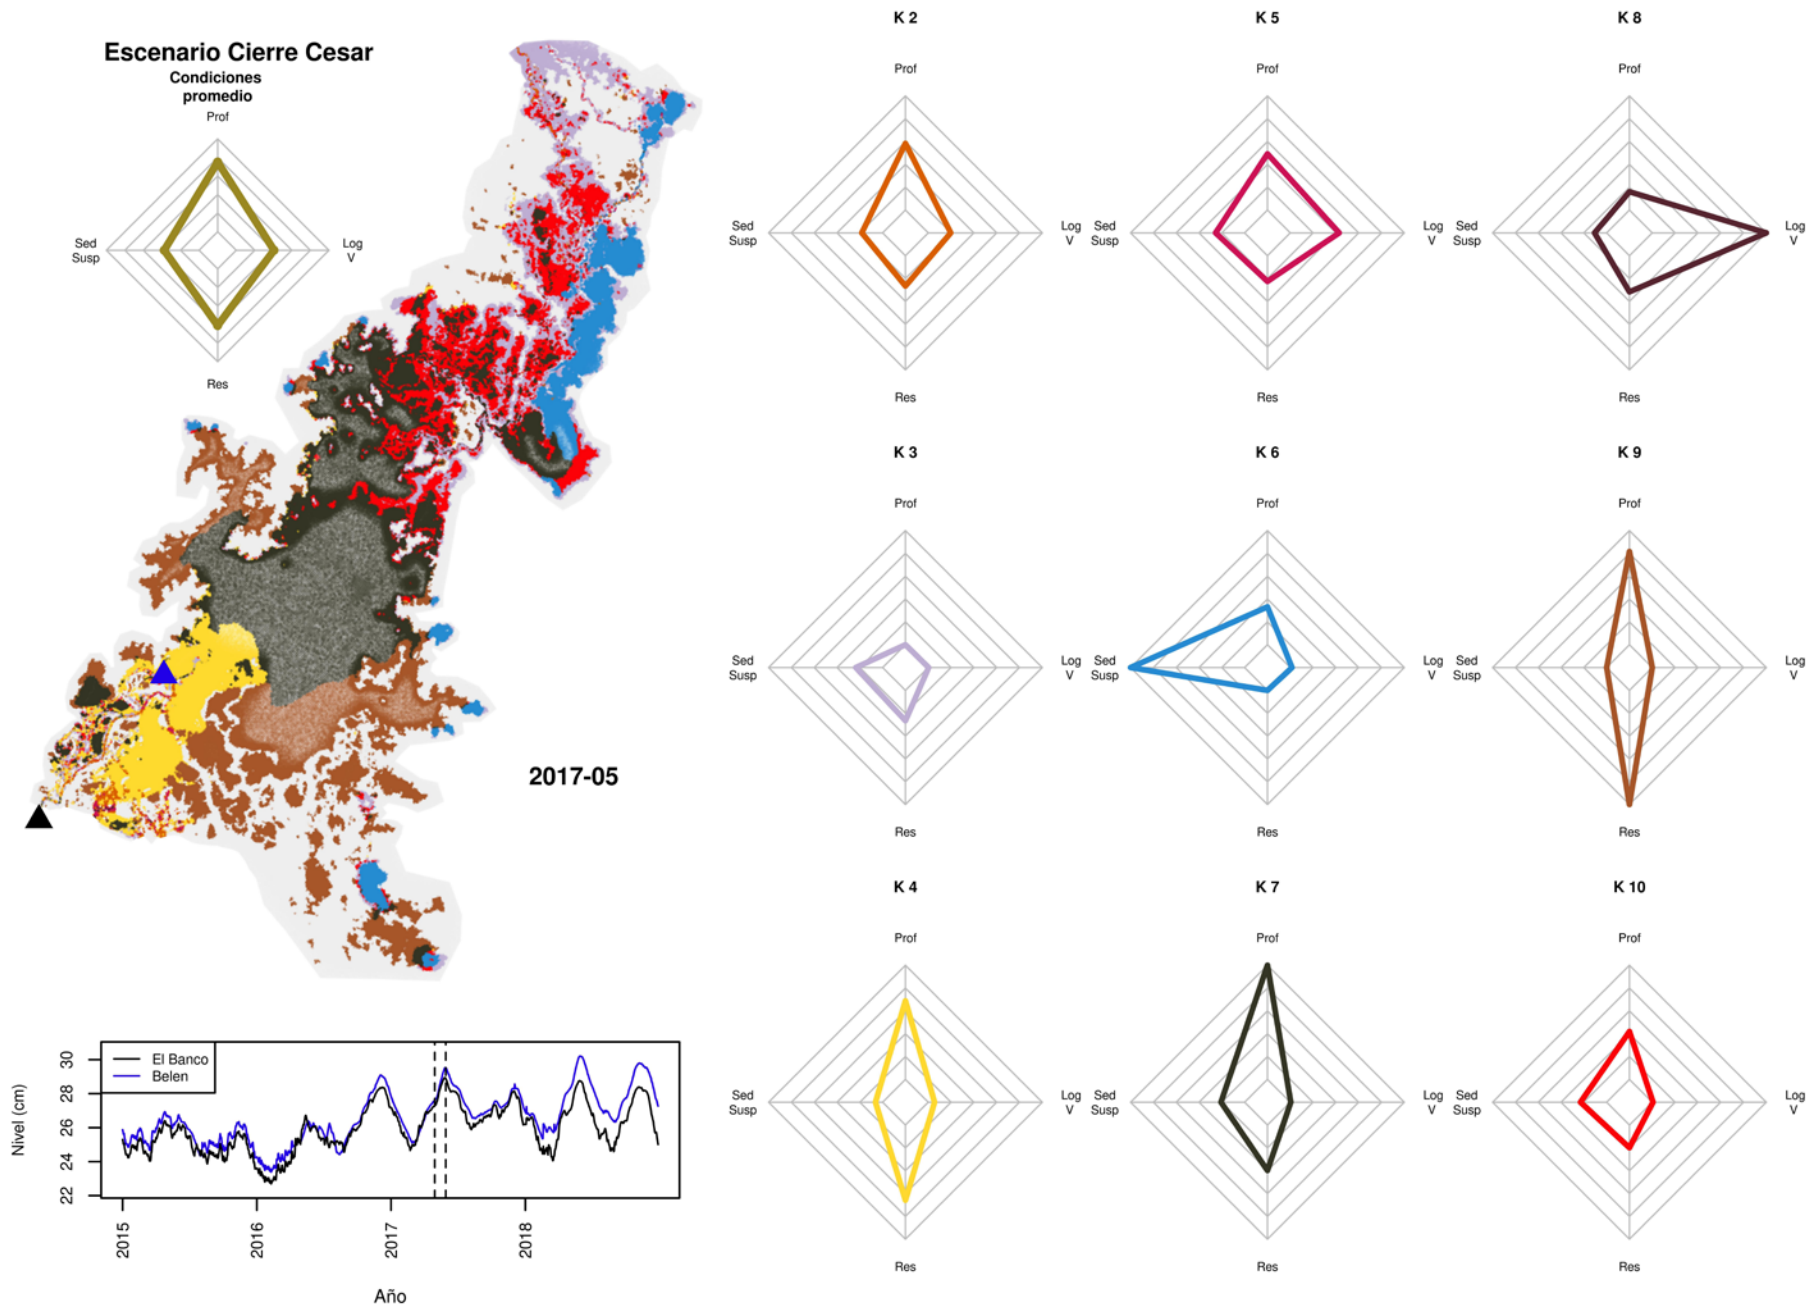 Escenario Cierre Cesar
Condiciones
promedio
Prof
Sed
Susp
Log
V
Res
2017-05
K 2
Prof
Sed
Susp
Log
V
Res
K 5
Prof
Sed
Susp
Log
V
Res
K 8
Prof
Sed
Susp
Log
V
Res
K 3
Prof
Sed
Susp
Log
V
Res
K 6
Prof
Sed
Susp
Log
V
Res
K 9
Prof
Sed
Susp
Log
V
Res
K 4
Prof
Sed
Susp
Log
V
Res
K 7
Prof
Sed
Susp
Log
V
Res
K 10
Prof
Sed
Susp
Log
V
Res
El Banco
Belen
Nivel (cm)
30
28
26
24
22
2015
2016
2017
2018
Año